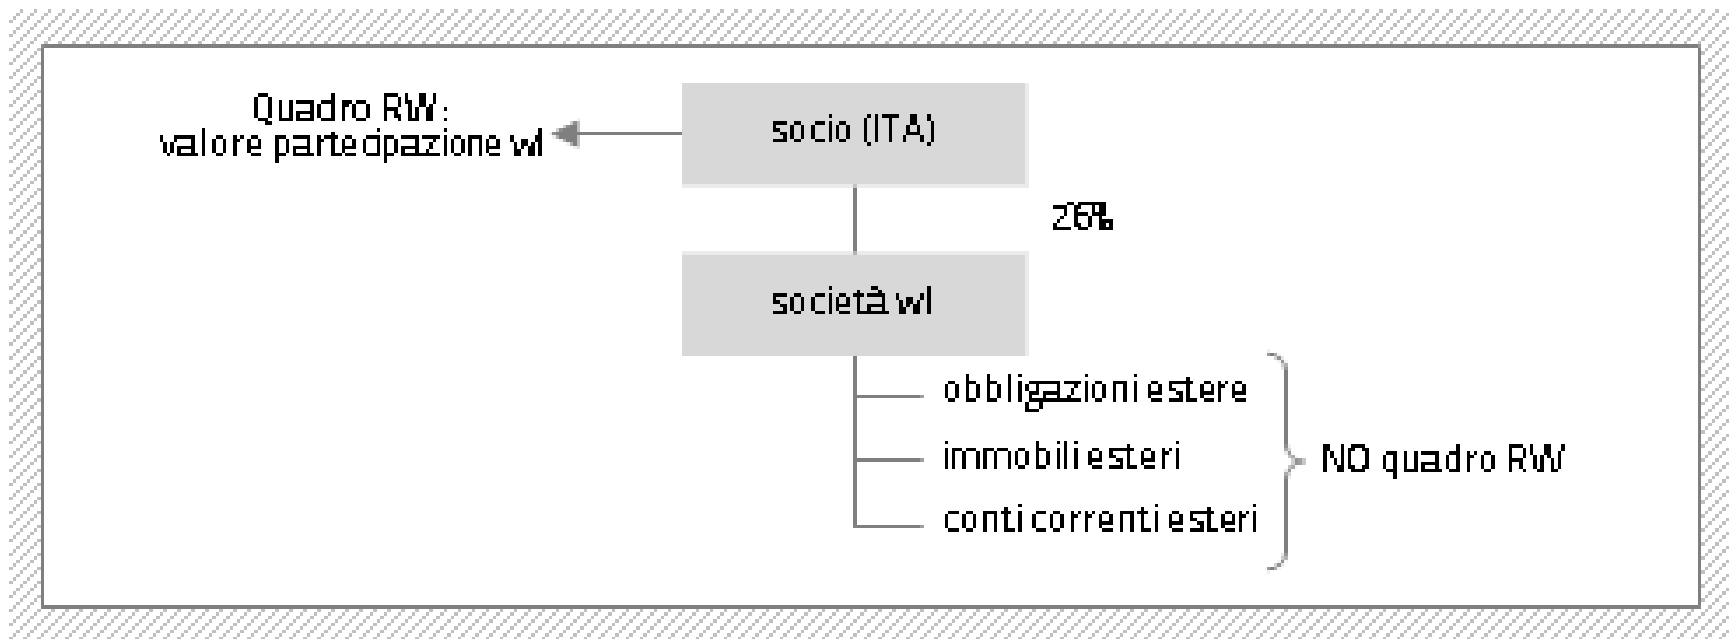 Quadro RW:
valore partecipazione wl
socio (ITA)
26%
società wl
obbligazioni estere
immobili esteri
conti correnti esteri
NO quadro RW